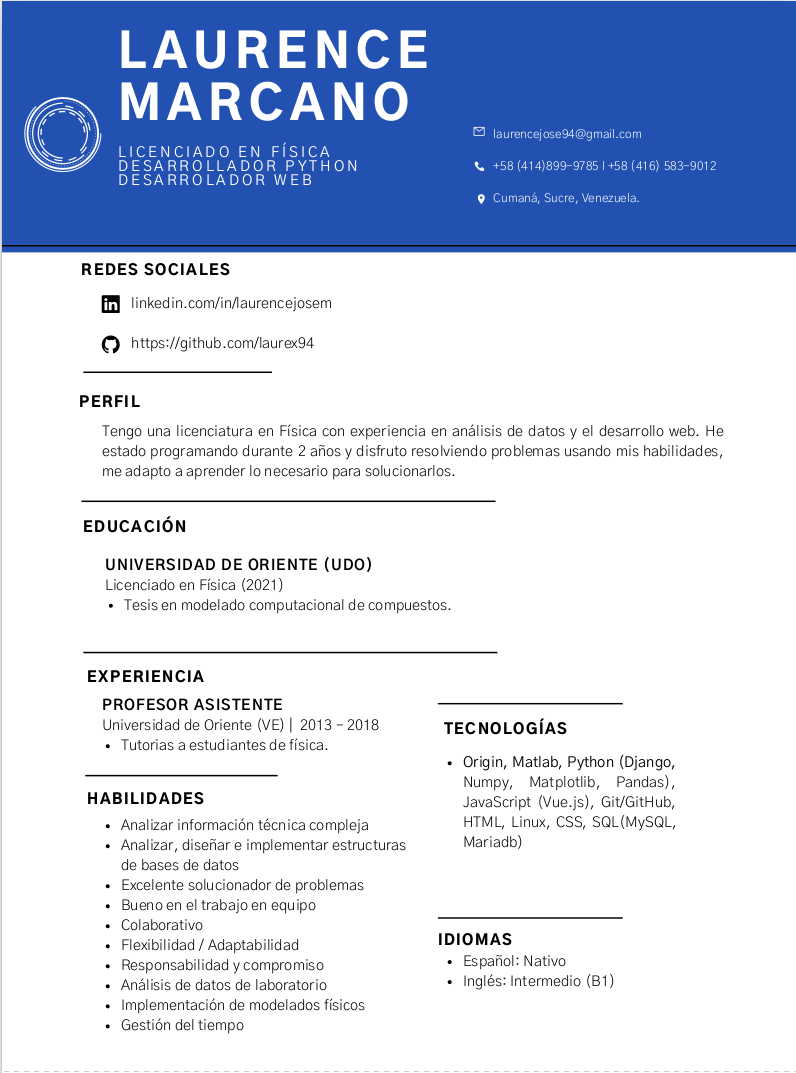 LAURENCE
MARCANO
LICENCIADO EN FÍSICA
DESARROLLADOR PYTHON
DESARROLADOR WEB
laurencejose94@gmail.com
+58 (414)899-9785 | +58 (416) 583-9012
Cumaná, Sucre, Venezuela.
REDES SOCIALES
linkedin.com/in/laurencejosem
https://github.com/laurex94
PERFIL
Tengo una licenciatura en Física con experiencia en análisis de datos y el desarrollo web. He
estado programando durante 2 años y disfruto resolviendo problemas usando mis habilidades,
me adapto a aprender lo necesario para solucionarlos.
EDUCACIÓN
UNIVERSIDAD DE ORIENTE (UDO)
Licenciado en Física (2021)
• Tesis en modelado computacional de compuestos.
EXPERIENCIA
PROFESOR ASISTENTE
Universidad de Oriente (VE) | 2013 - 2018
• Tutorias a estudiantes de física.
HABILIDADES
• Analizar información técnica compleja
• Analizar, diseñar e implementar estructuras
de bases de datos
• Excelente solucionador de problemas
• Bueno en el trabajo en equipo
• Colaborativo
• Flexibilidad / Adaptabilidad
• Responsabilidad y compromiso
• Análisis de datos de laboratorio
• Implementación de modelados físicos
• Gestión del tiempo
TECNOLOGÍAS
• Origin, Matlab, Python (Django,
Numpy, Matplotlib, Pandas),
JavaScript (Vue.js), Git/GitHub,
HTML, Linux, CSS, SQL(MySQL,
Mariadb)
IDIOMAS
• Español: Nativo
• Inglés: Intermedio (B1)